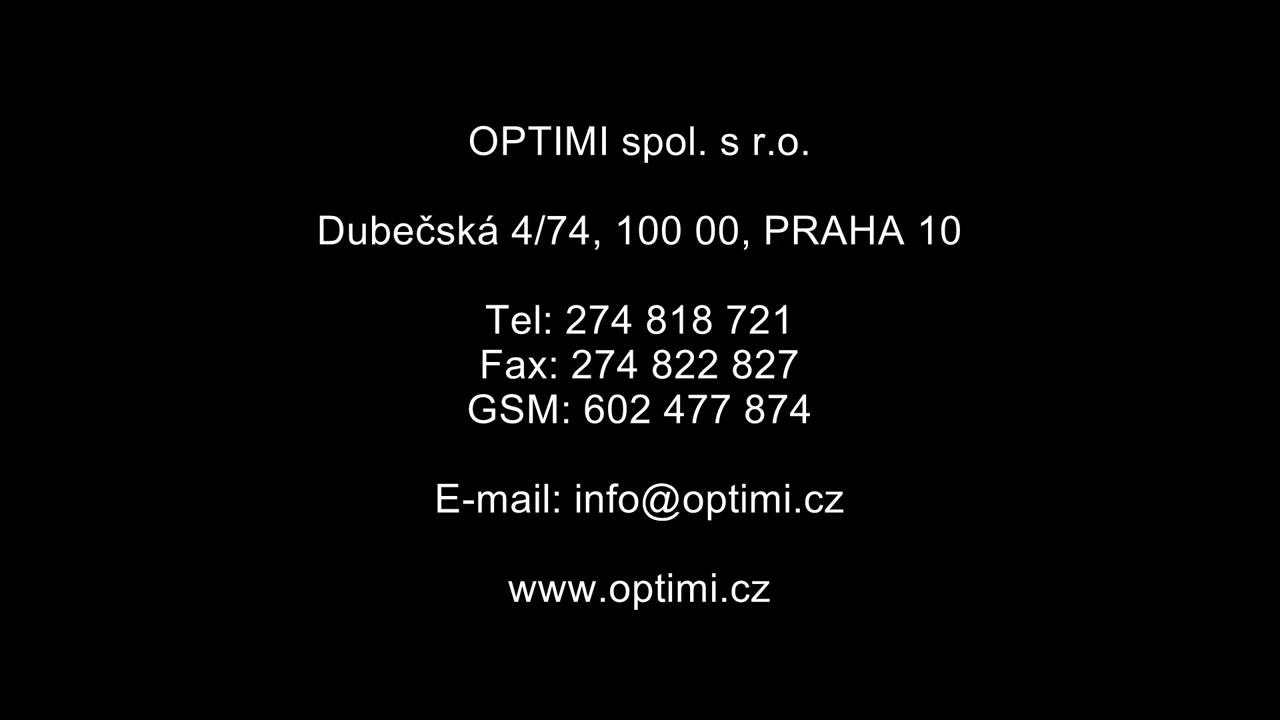 OPTIMI spol. s r.o.
Dubečská 4/74, 100 00, PRAHA 10
Tel: 274 818 721
Fax: 274 822 827
GSM: 602 477 874
E-mail: info@optimi.cz
www.optimi.cz